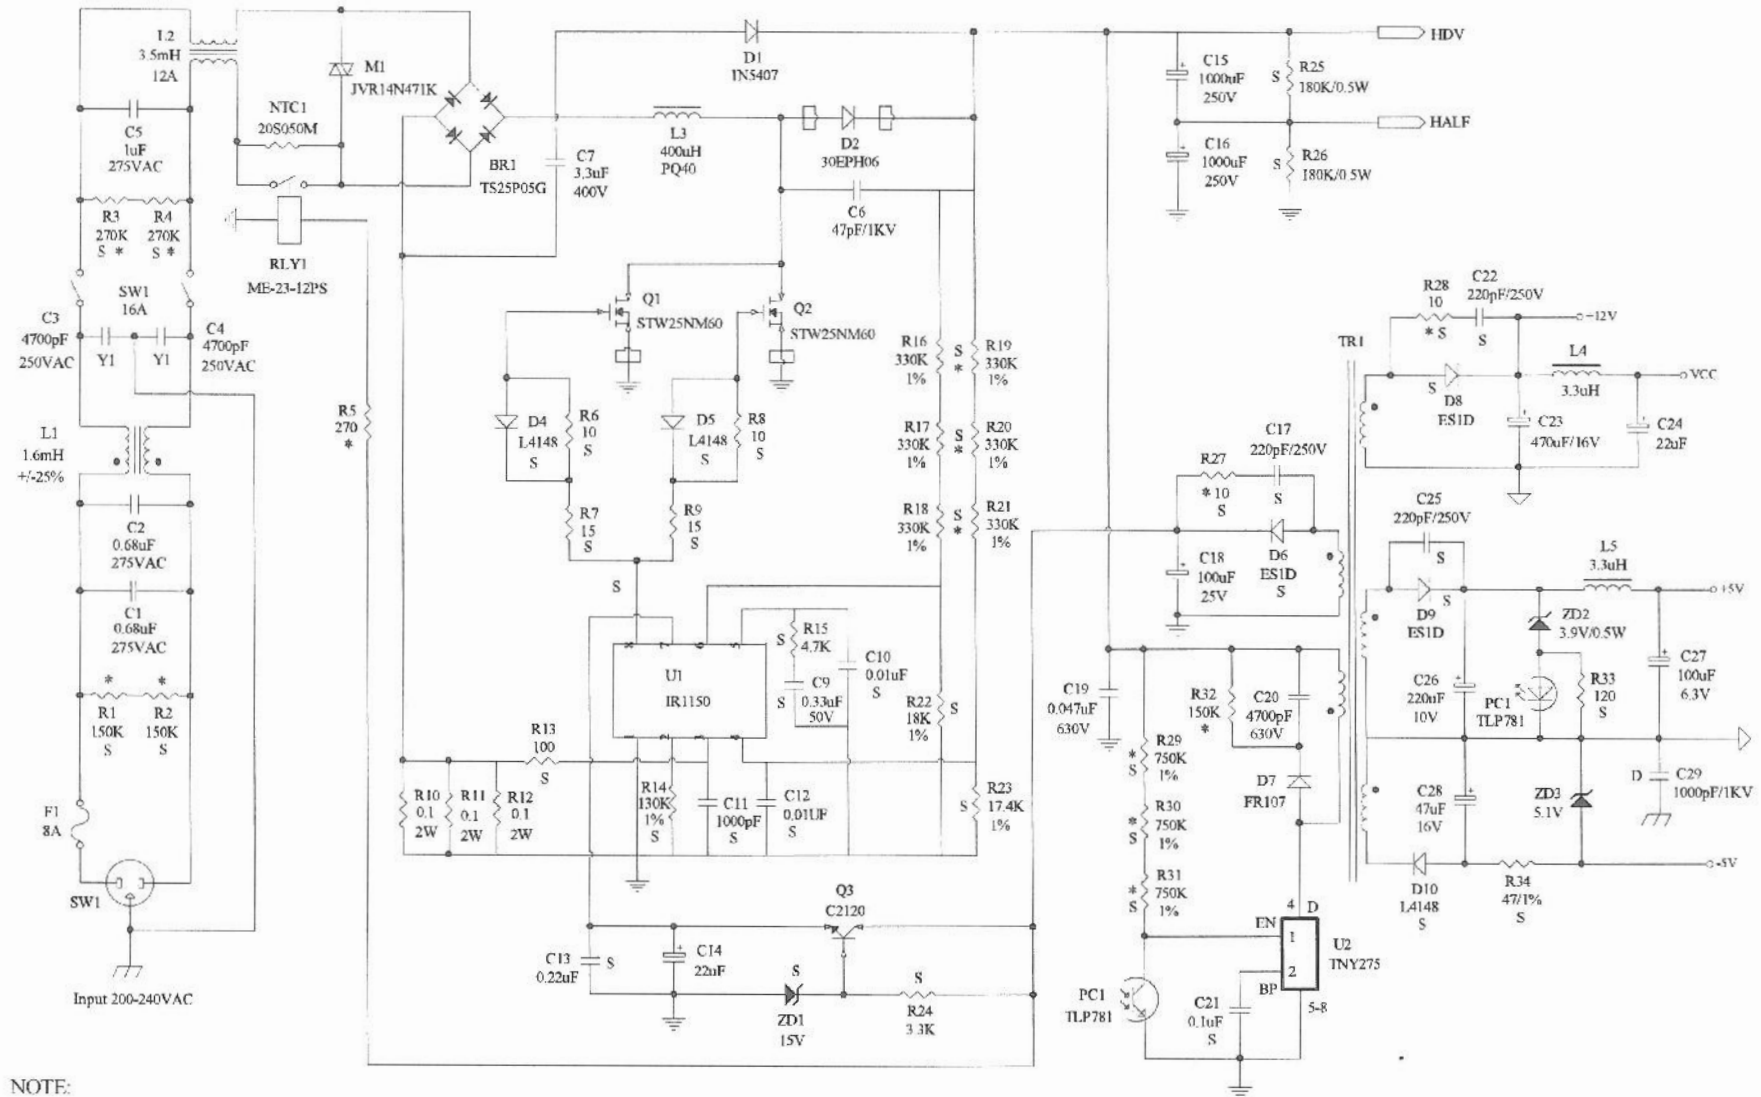 L2
3.5mH
12A
M1
JVR14N471K
NTC1
20S050M
C5
1uF
275VAC
BR1
TS25P05G
D1
1N5407
L3
400uH
PQ40
C7
3.3uF
400V
D2
30EPH06
C6
47pF/1KV
C15
1000uF
250V
S
R25
180K/0.5W
HDV
HALF
C16
1000uF
250V
S
R26
180K/0.5W
R3
270K
S *
R4
270K
S *
RLY1
ME-23-12PS
SW1
16A
C3
4700pF
250VAC
Y1
Y1
C4
4700pF
250VAC
L1
1.6mH
+/-25%
C2
0.68uF
275VAC
C1
0.68uF
275VAC
*
R1
150K
S
*
R2
150K
S
F1
8A
SW1
Input 200-240VAC
NOTE:
R5
270
*
Q1
STW25NM60
Q2
STW25NM60
D4
L4148
S
R6
10
S
D5
L4148
S
R8
10
S
R7
15
S
R9
15
S
S
R16
330K
1%
S
*
R19
330K
1%
R17
330K
1%
S
*
R20
330K
1%
R18
330K
1%
S
*
R21
330K
1%
8
7
6
5
U1
IR1150
1
2
3
4
S
R15
4.7K
S
C9
0.33uF
50V
C10
0.01uF
S
R22
18K
1%
S
R13
100
S
R10
0.1
2W
R11
0.1
2W
R12
0.1
2W
R14
130K
1%
S
C11
1000pF
S
C12
0.01UF
S
S
R23
17.4K
1%
Q3
C2120
C13
0.22uF
S
C14
22uF
S
ZD1
15V
S
R24
3.3K
R27
* 10
S
C17
220pF/250V
S
C18
100uF
25V
D6
ES1D
S
TR1
C19
0.047uF
630V
R32
150K
*
C20
4700pF
630V
*
S
R29
750K
1%
*
S
R30
750K
1%
*
S
R31
750K
1%
D7
FR107
4
D
EN
1
2
BP
U2
TNY275
5-8
PC1
TLP781
C21
0.1uF
S
R28
10
* S
C22
220pF/250V
S
-12V
L4
3.3uH
VCC
S
D8
ES1D
C23
470uF/16V
C24
22uF
C25
220pF/250V
S
D9
ES1D
S
L5
3.3uH
+5V
ZD2
3.9V/0.5W
C26
220uF
10V
PC1
TLP781
R33
120
S
C27
100uF
6.3V
C28
47uF
16V
ZD3
5.1V
D
C29
1000pF/1KV
D10
L4148
S
R34
47/1%
S
-5V